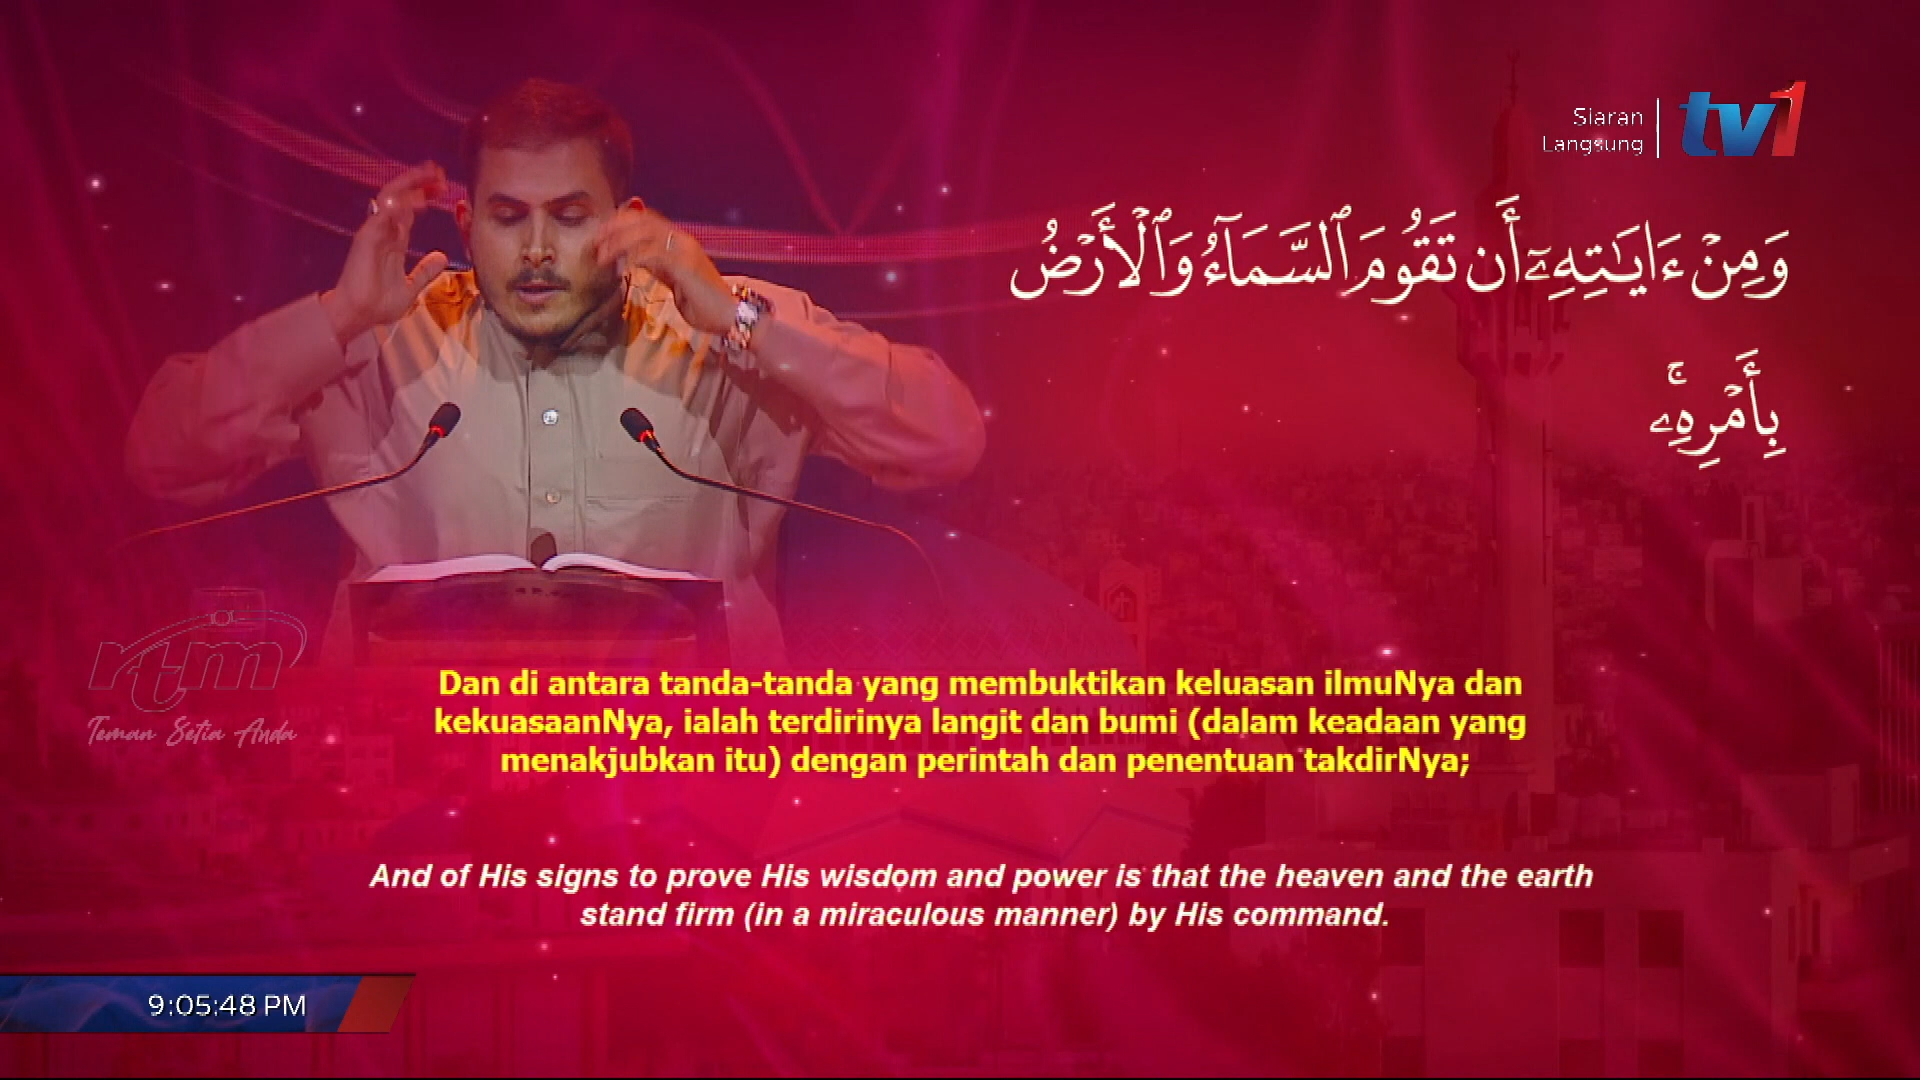 Siaran
Langsung
tv1
وَمِنْ ءَايَـٰتِهِۦٓ أَن تَقُومَ ٱلسَّمَآءُ وَٱلْأَرْضُ
بِأَمْرِهِۦ ۚ
rtm
Teman Setia Anda
Dan di antara tanda-tanda yang membuktikan keluasan ilmuNya dan
kekuasaanNya, ialah terdirinya langit dan bumi (dalam keadaan yang
menakjubkan itu) dengan perintah dan penentuan takdirNya;
And of His signs to prove His wisdom and power is that the heaven and the earth
stand firm (in a miraculous manner) by His command.
9:05:48 PM